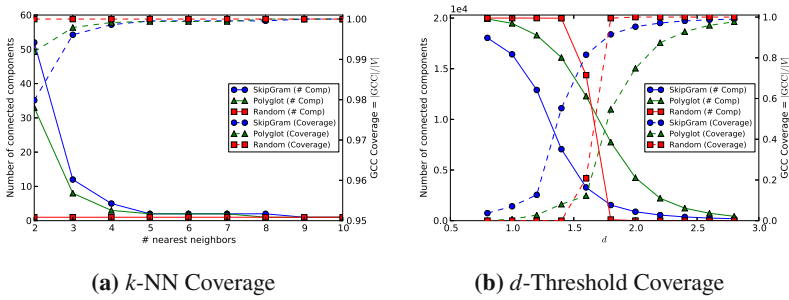 60
50
40
30
20
10
0
Number of connected components
2 3 4 5 6 7 8 9 10
# nearest neighbors
1.00
0.99
0.98
0.97
0.96
0.95
GCC Coverage = |GCC|/|V|
SkipGram (# Comp)
Polyglot (# Comp)
Random (# Comp)
SkipGram (Coverage)
Polyglot (Coverage)
Random (Coverage)
(a) k-NN Coverage
1e4
2.0
1.5
1.0
0.5
0.0
Number of connected components
0.5 1.0 1.5 2.0 2.5 3.0
d
1.0
0.8
0.6
0.4
0.2
0.0
GCC Coverage = |GCC|/|V|
SkipGram (# Comp)
Polyglot (# Comp)
Random (# Comp)
SkipGram (Coverage)
Polyglot (Coverage)
Random (Coverage)
(b) d-Threshold Coverage